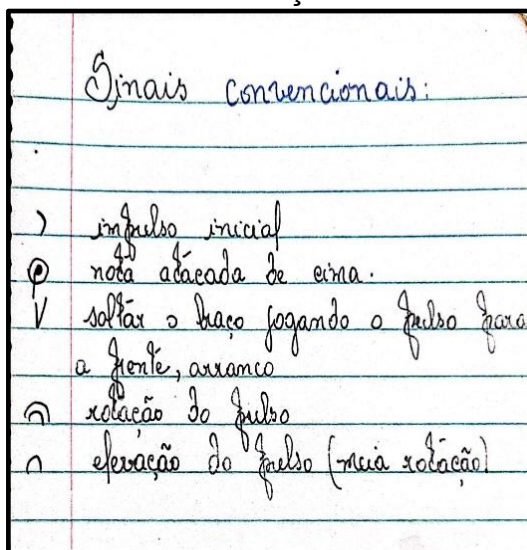 Sinais convencionais:
) impulso inicial
nota atacada de cima.
V soltar o braço jogando o pulso para
a frente, arranco
rotação do pulso
∩ elevação do pulso (meia rotação)